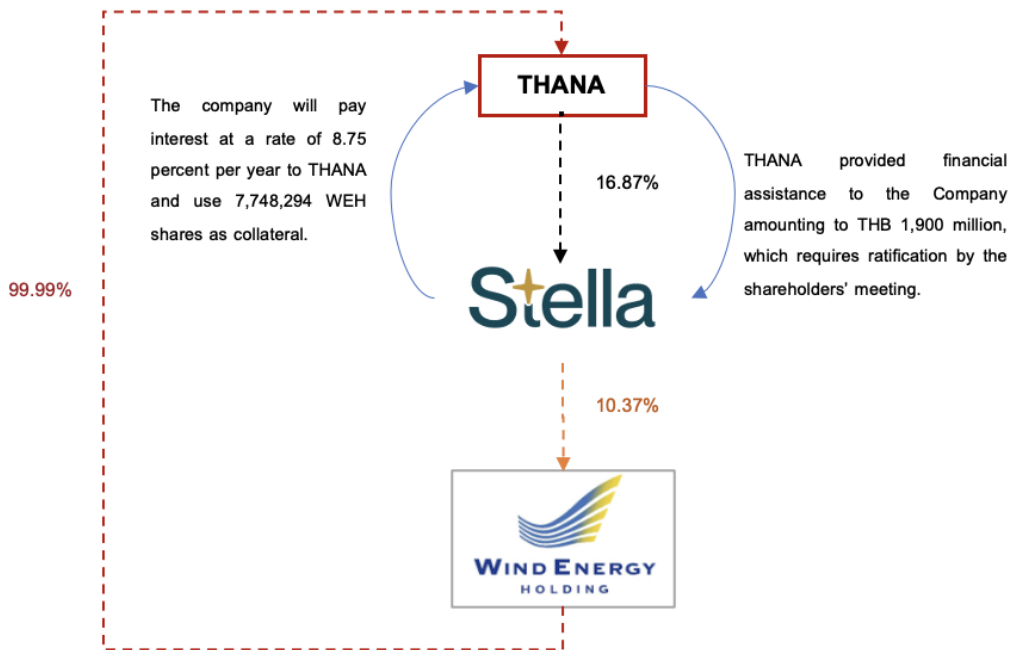 THANA
The company will pay
interest at a rate of 8.75
percent per year to THANA
and use 7,748,294 WEH
shares as collateral.
16.87%
THANA provided financial
assistance to the Company
amounting to THB 1,900 million,
which requires ratification by the
shareholders' meeting.
99.99%
Stella
10.37%
WIND ENERGY
HOLDING